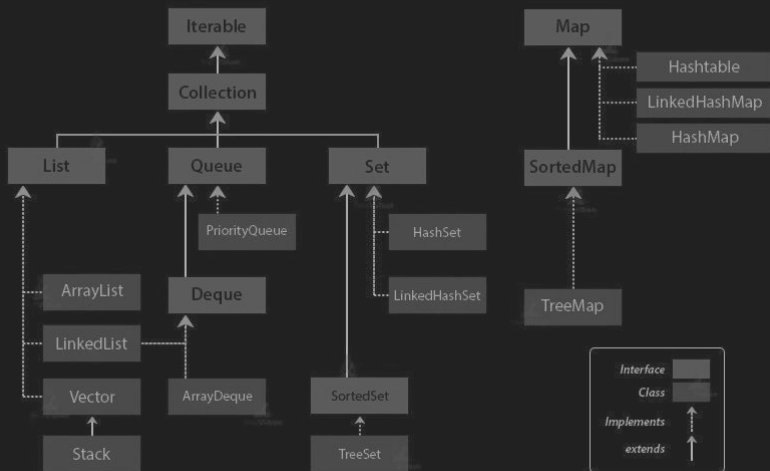 Iterable
Map
Hashtable
Collection
LinkedHashMap
HashMap
List
Queue
Set
SortedMap
PriorityQueue
HashSet
ArrayList
Deque
LinkedHashSet
TreeMap
LinkedList
Vector
ArrayDeque
SortedSet
Stack
TreeSet
Interface
Class
Implements
extends